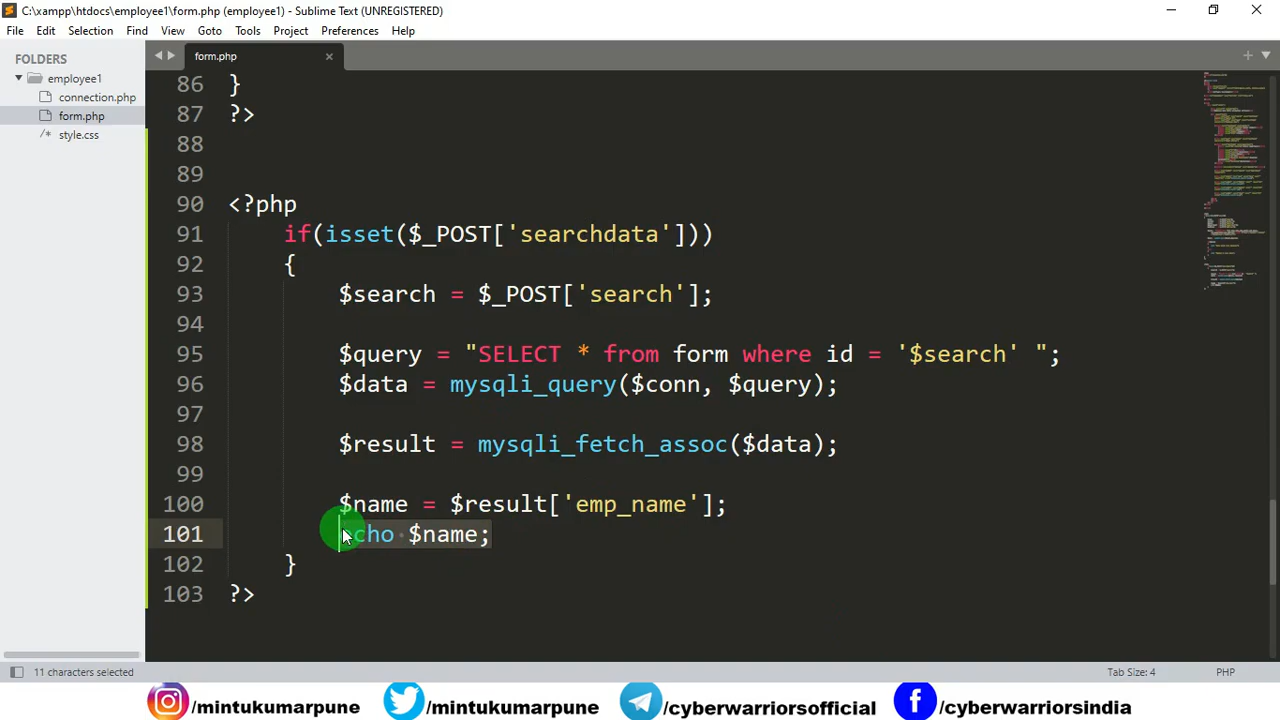 C:\xampp\htdocs\employee1\form.php (employee1) - Sublime Text (UNREGISTERED)
File Edit Selection Find View Goto Tools Project Preferences Help
FOLDERS
employee1
connection.php
form.php
/* style.css
form.php ×
86 }
87 ?>
88
89
90 <?php
91 if(isset($_POST['searchdata']))
92 {
93 $search = $_POST['search'];
94
95 $query = "SELECT * from form where id = '$search' ";
96 $data = mysqli_query($conn, $query);
97
98 $result = mysqli_fetch_assoc($data);
99
100 $name = $result['emp_name'];
101 echo $name;
102 }
103 ?>
11 characters selected
Tab Size: 4
PHP
/mintukumarpune /mintukumarpune /cyberwarriorsofficial /cyberwarriorsindia